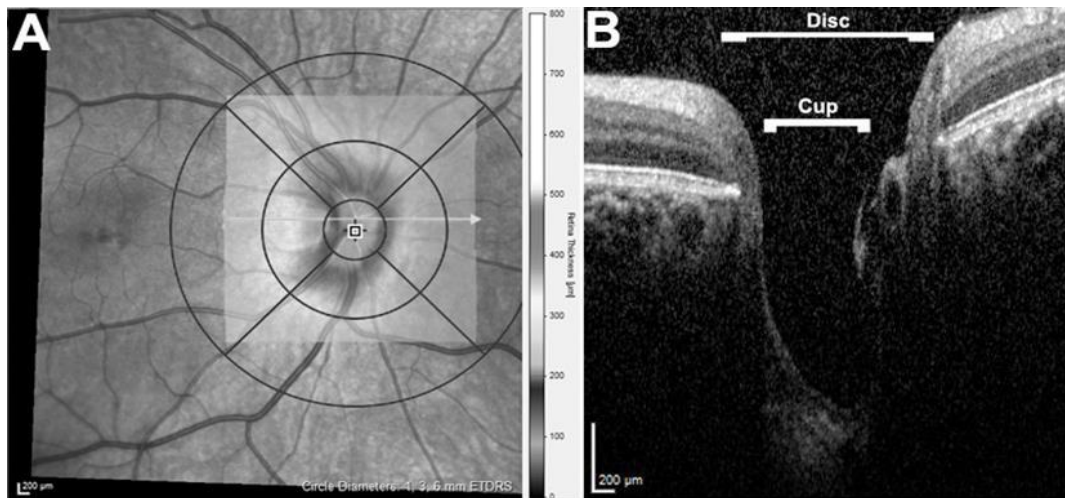 A
800
700
600
500
400
300
200
100
0
Retina Thickness [µm]
200 µm
Circle Diameters: 1, 3, 6 mm ETDRS
B
Disc
Cup
200 µm